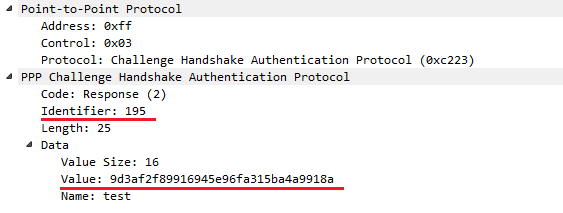 Point-to-Point Protocol
Address: 0xff
Control: 0x03
Protocol: Challenge Handshake Authentication Protocol (0xc223)
PPP Challenge Handshake Authentication Protocol
Code: Response (2)
Identifier: 195
Length: 25
Data
Value Size: 16
Value: 9d3af2f89916945e96fa315ba4a9918a
Name: test